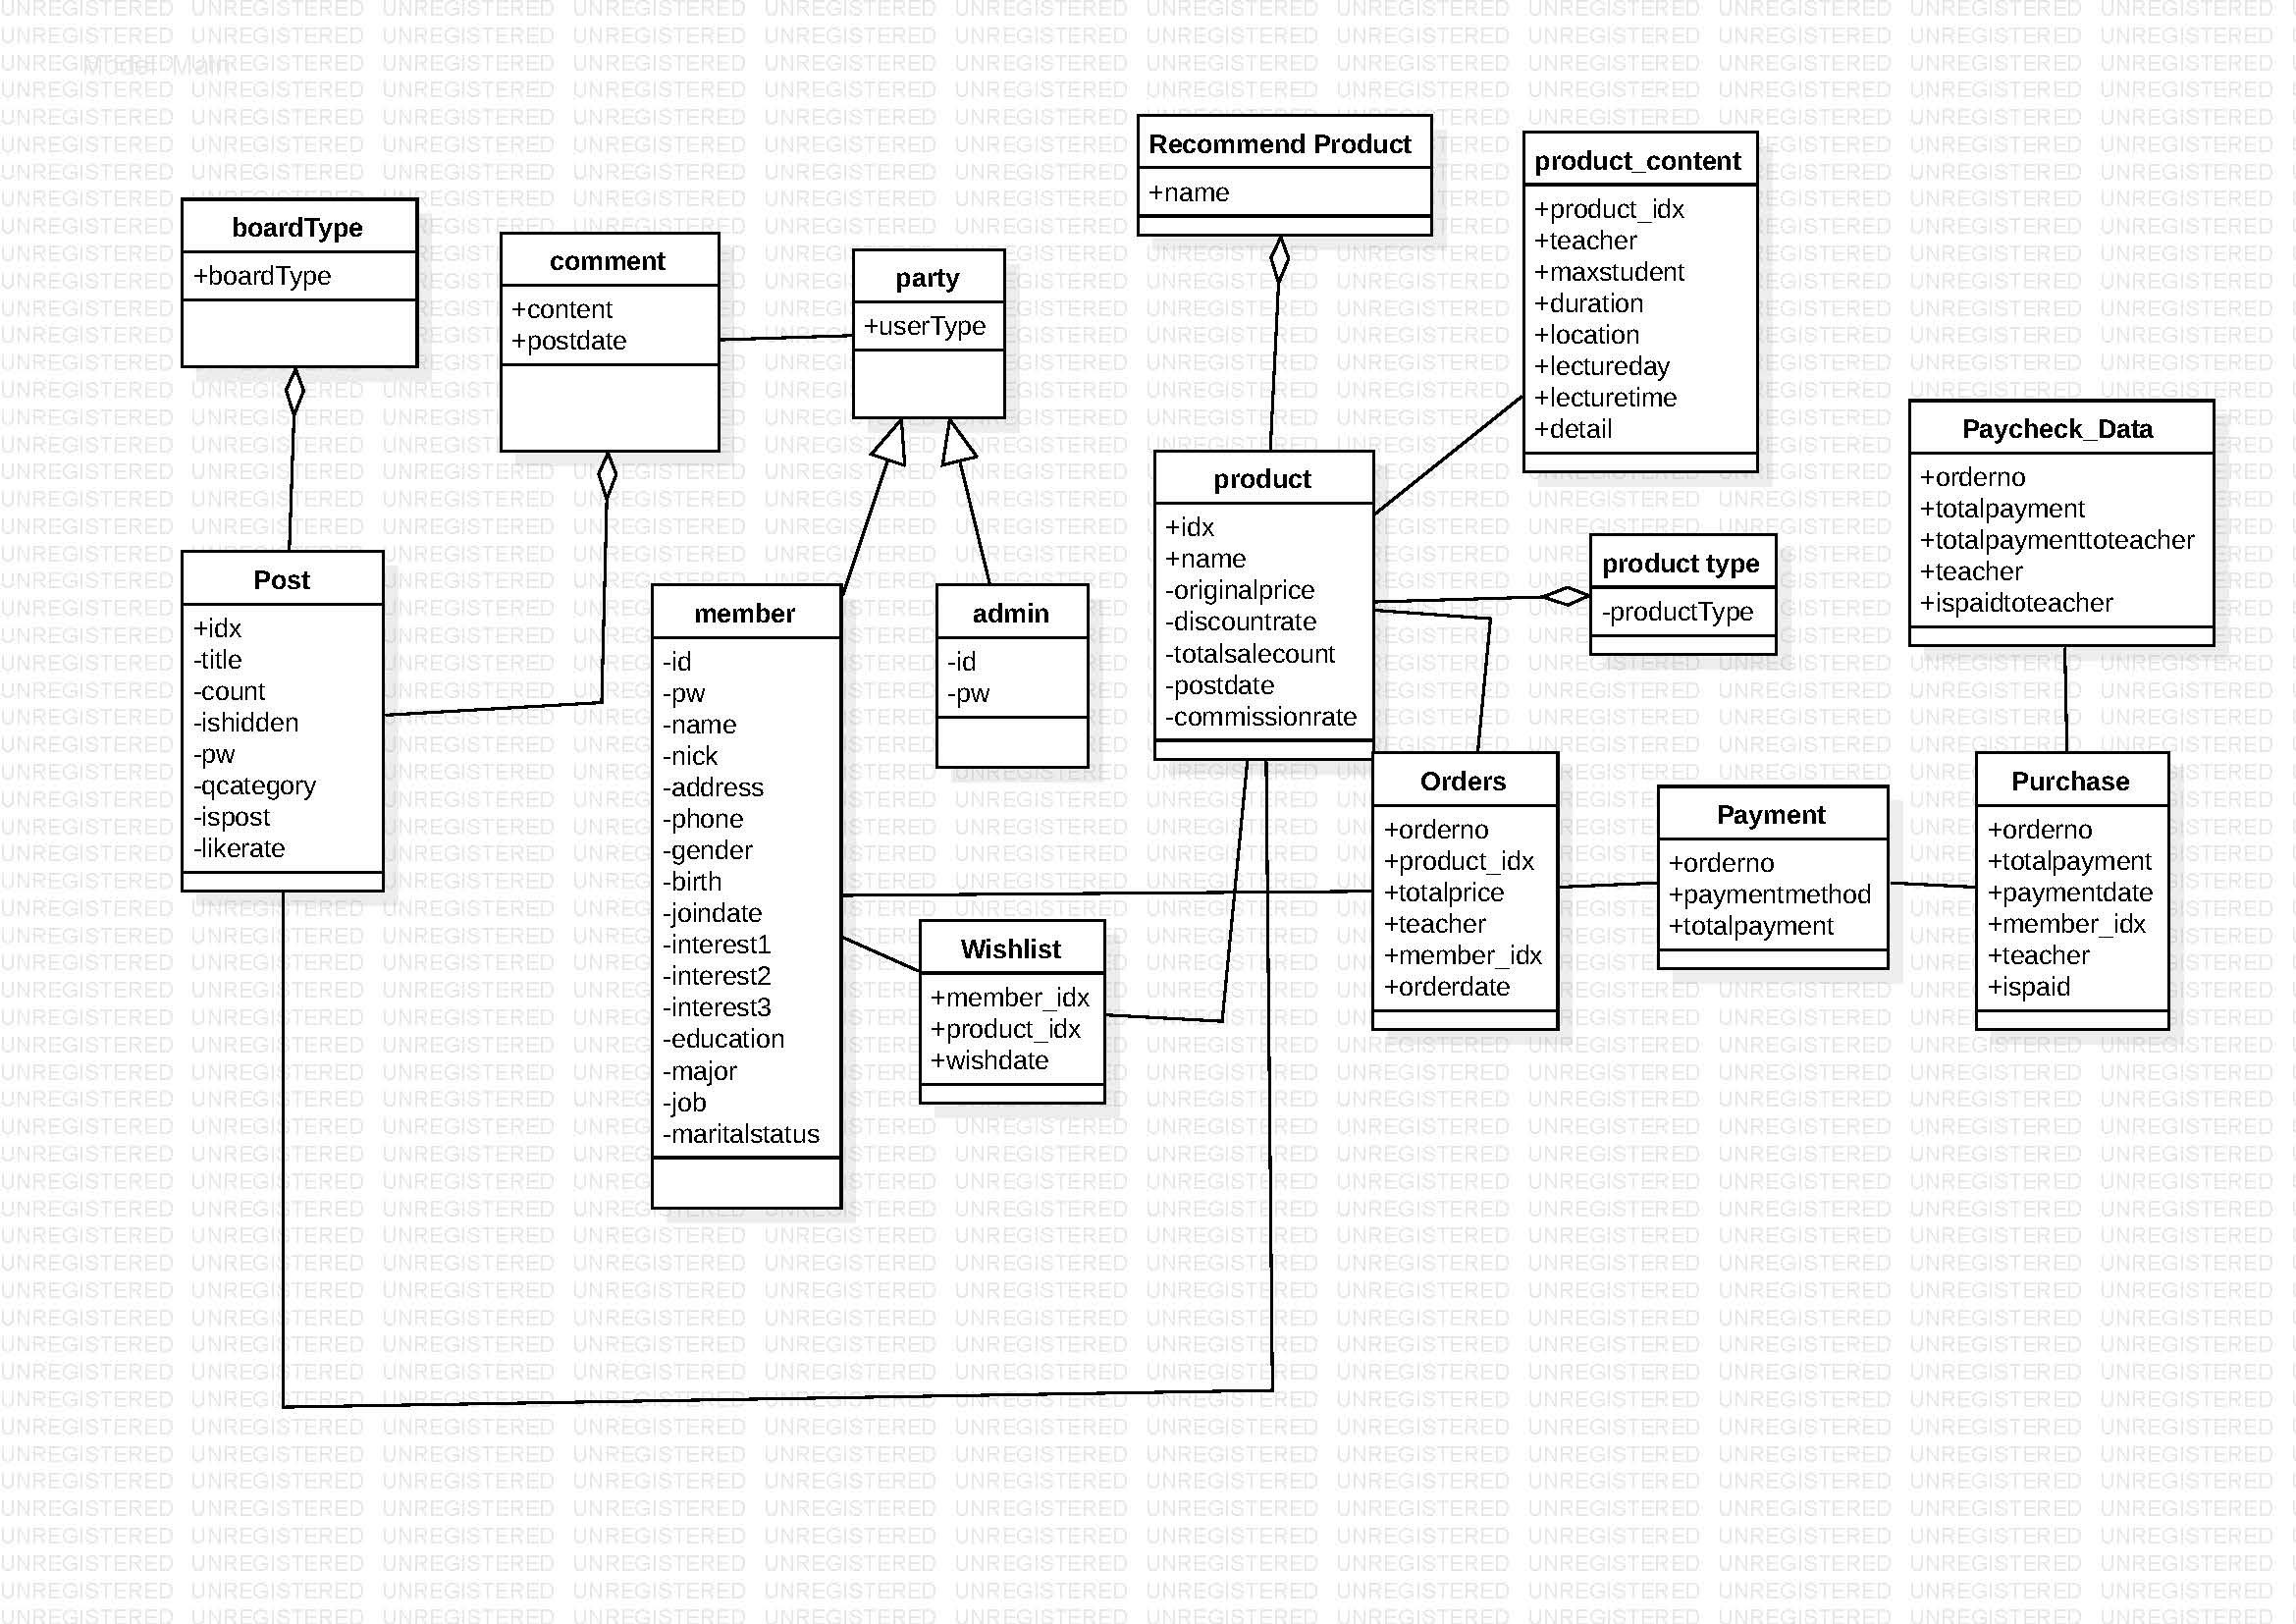 Model::Main
boardType
+boardType
comment
+content
+postdate
party
+userType
Recommend Product
+name
product_content
+product_idx
+teacher
+maxstudent
+duration
+location
+lectureday
+lecturetime
+detail
Paycheck_Data
+orderno
+totalpayment
+totalpaymenttoteacher
+teacher
+ispaidtoteacher
Post
+idx
-title
-count
-ishidden
-pw
-qcategory
-ispost
-likerate
member
-id
-pw
-name
-nick
-address
-phone
-gender
-birth
-joindate
-interest1
-interest2
-interest3
-education
-major
-job
-maritalstatus
admin
-id
-pw
product
+idx
+name
-originalprice
-discountrate
-totalsalecount
-postdate
-commissionrate
product type
-productType
Wishlist
+member_idx
+product_idx
+wishdate
Orders
+orderno
+product_idx
+totalprice
+teacher
+member_idx
+orderdate
Payment
+orderno
+paymentmethod
+totalpayment
Purchase
+orderno
+totalpayment
+paymentdate
+member_idx
+teacher
+ispaid
UNREGISTERED